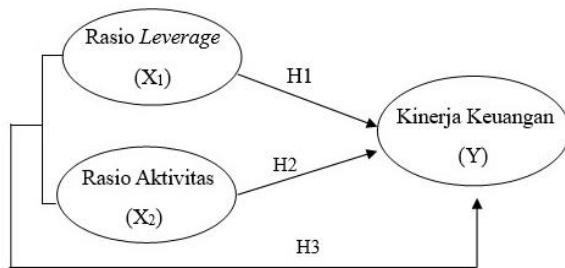 Rasio Leverage
(X₁)
H1
Kinerja Keuangan
(Y)
H2
Rasio Aktivitas
(X₂)
H3